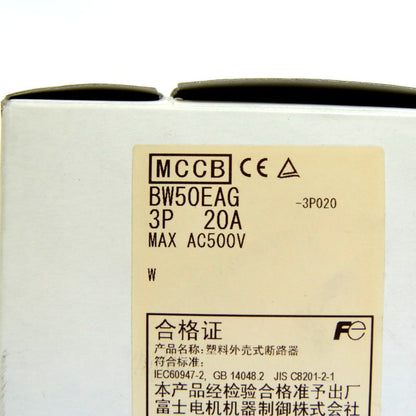 MCCB CE
BW50EAG -3P020
3P 20A
MAX AC500V
W
合格证 Fe
产品名称: 塑料外壳式断路器
符合标准:
IEC60947-2, GB 14048.2 JIS C8201-2-1
本产品经检验合格准予出厂
富士电机机器制御株式会社